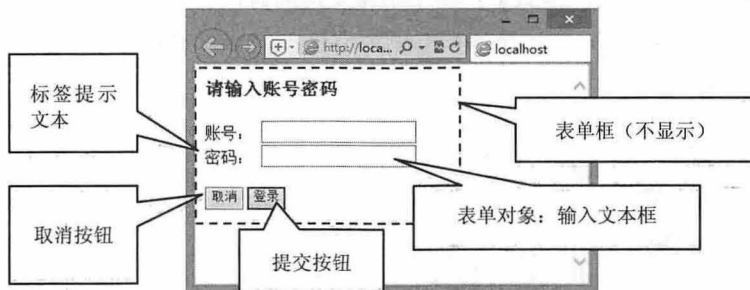 http://loca...
localhost
请输入账号密码
标签提示
文本
账号：
密码：
表单框（不显示）
取消
登录
取消按钮
表单对象：输入文本框
提交按钮